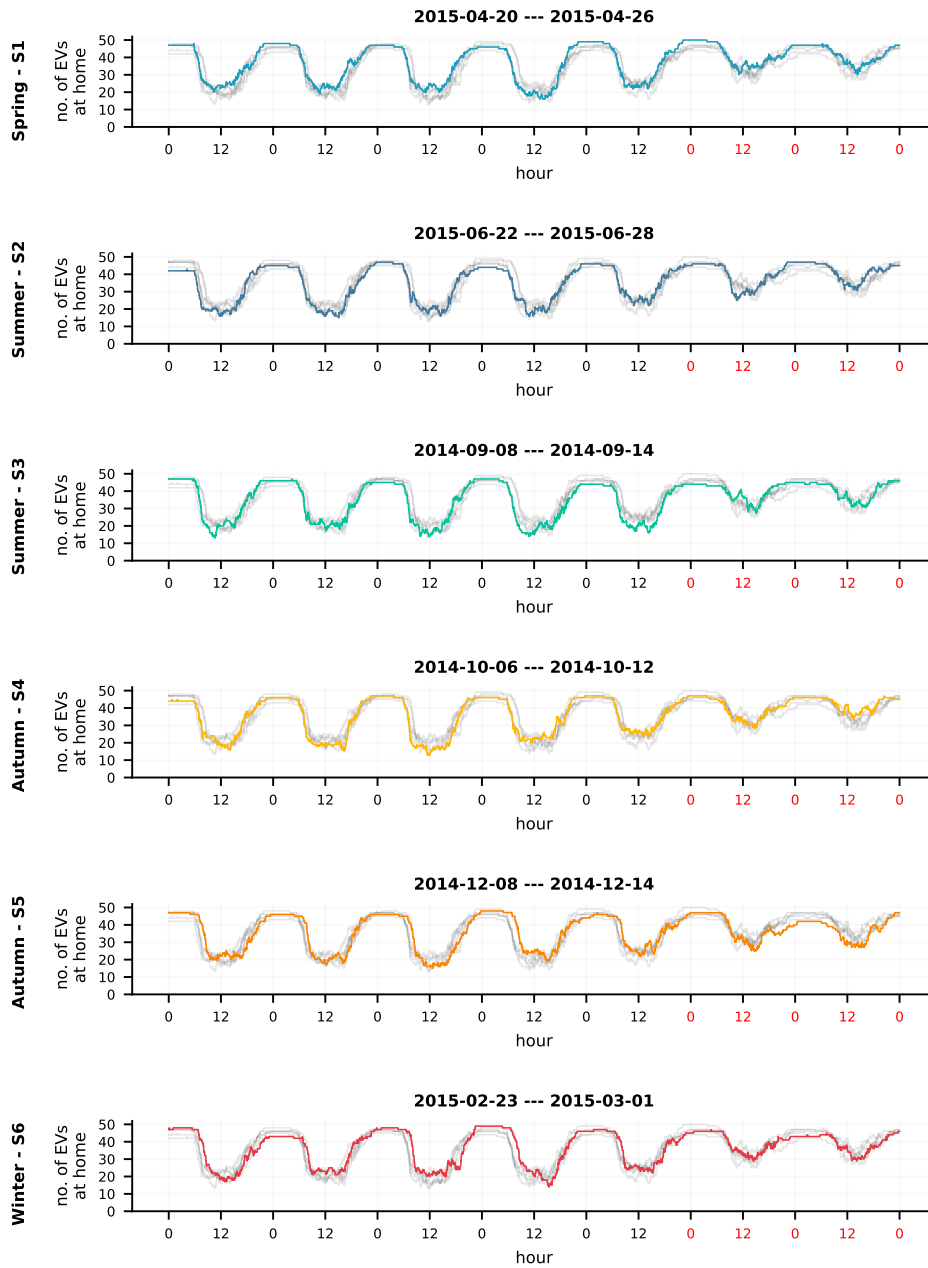 2015-04-20 --- 2015-04-26
Spring - S1
no. of EVs
at home
50
40
30
20
10
0
0 12 0 12 0 12 0 12 0 12 0 12 0 12 0
hour
2015-06-22 --- 2015-06-28
Summer - S2
no. of EVs
at home
50
40
30
20
10
0
0 12 0 12 0 12 0 12 0 12 0 12 0 12 0
hour
2014-09-08 --- 2014-09-14
Summer - S3
no. of EVs
at home
50
40
30
20
10
0
0 12 0 12 0 12 0 12 0 12 0 12 0 12 0
hour
2014-10-06 --- 2014-10-12
Autumn - S4
no. of EVs
at home
50
40
30
20
10
0
0 12 0 12 0 12 0 12 0 12 0 12 0 12 0
hour
2014-12-08 --- 2014-12-14
Autumn - S5
no. of EVs
at home
50
40
30
20
10
0
0 12 0 12 0 12 0 12 0 12 0 12 0 12 0
hour
2015-02-23 --- 2015-03-01
Winter - S6
no. of EVs
at home
50
40
30
20
10
0
0 12 0 12 0 12 0 12 0 12 0 12 0 12 0
hour